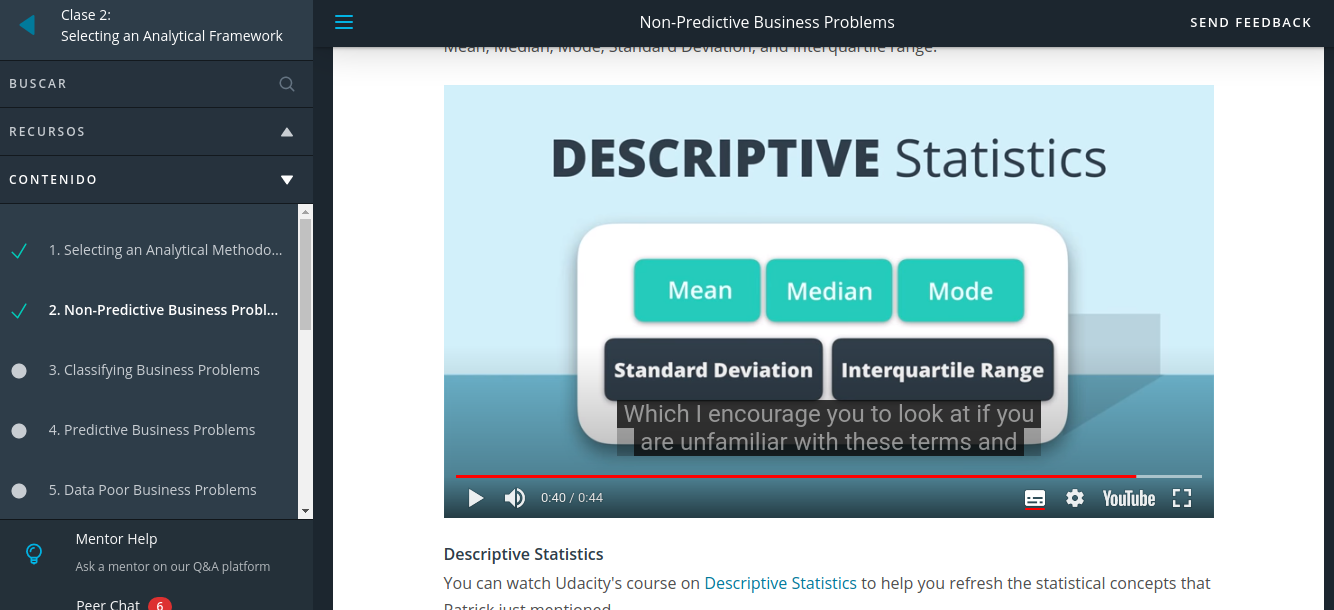 Clase 2:
Selecting an Analytical Framework
BUSCAR
RECURSOS
CONTENIDO
1. Selecting an Analytical Methodo...
2. Non-Predictive Business Probl...
3. Classifying Business Problems
4. Predictive Business Problems
5. Data Poor Business Problems
Mentor Help
Ask a mentor on our Q&A platform
Peer Chat 6
Non-Predictive Business Problems
SEND FEEDBACK
Mean, Median, Mode, Standard Deviation, and Interquartile range.
DESCRIPTIVE Statistics
Mean Median Mode
Standard Deviation Interquartile Range
Which I encourage you to look at if you
are unfamiliar with these terms and
0:40 / 0:44
YouTube
Descriptive Statistics
You can watch Udacity's course on Descriptive Statistics to help you refresh the statistical concepts that
Patrick just mentioned.